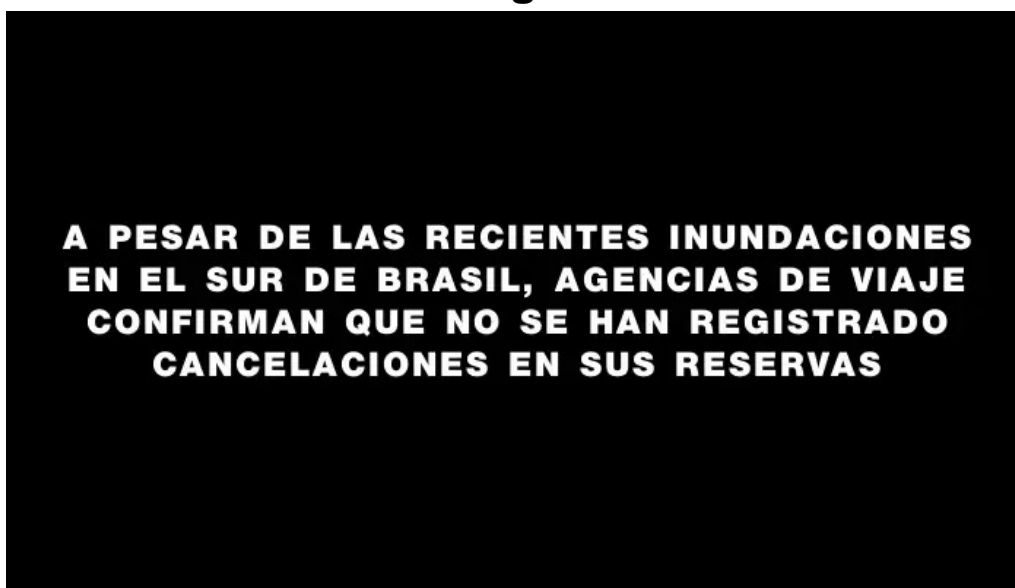 A PESAR DE LAS RECIENTES INUNDACIONES
EN EL SUR DE BRASIL, AGENCIAS DE VIAJE
CONFIRMAN QUE NO SE HAN REGISTRADO
CANCELACIONES EN SUS RESERVAS